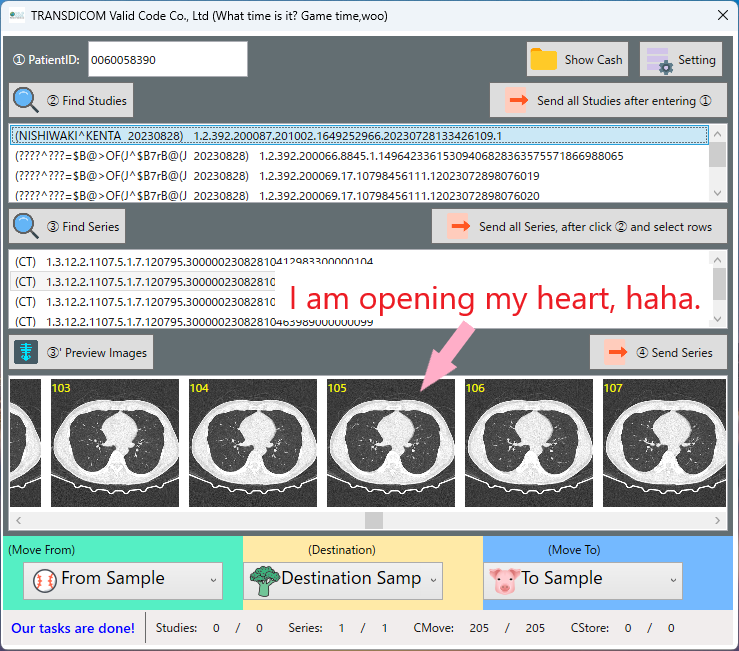 TRANSDICOM Valid Code Co., Ltd (What time is it? Game time,woo)
① PatientID: 0060058390 Show Cash Setting
② Find Studies Send all Studies after entering ①
(NISHIWAKI^KENTA 20230828) 1.2.392.200087.201002.1649252966.20230728133426109.1
(????^???=$B@>OF(J^$B7rB@(J 20230828) 1.2.392.200066.8845.1.14964233615309406828363575571866988065
(????^???=$B@>OF(J^$B7rB@(J 20230828) 1.2.392.200069.17.10798456111.12023072898076019
(????^???=$B@>OF(J^$B7rB@(J 20230828) 1.2.392.200069.17.10798456111.12023072898076020
③ Find Series Send all Series, after click ② and select rows
(CT) 1.3.12.2.1107.5.1.7.120795.30000023082810412983300000104
(CT) 1.3.12.2.1107.5.1.7.120795.30000023082810
(CT) 1.3.12.2.1107.5.1.7.120795.30000023082810
I am opening my heart, haha.
(CT) 1.3.12.2.1107.5.1.7.120795.30000023082810463989000000099
③' Preview Images ④ Send Series
103 104 105 106 107
(Move From) (Destination) (Move To)
From Sample Destination Samp To Sample
Our tasks are done! Studies: 0 / 0 Series: 1 / 1 CMove: 205 / 205 CStore: 0 / 0